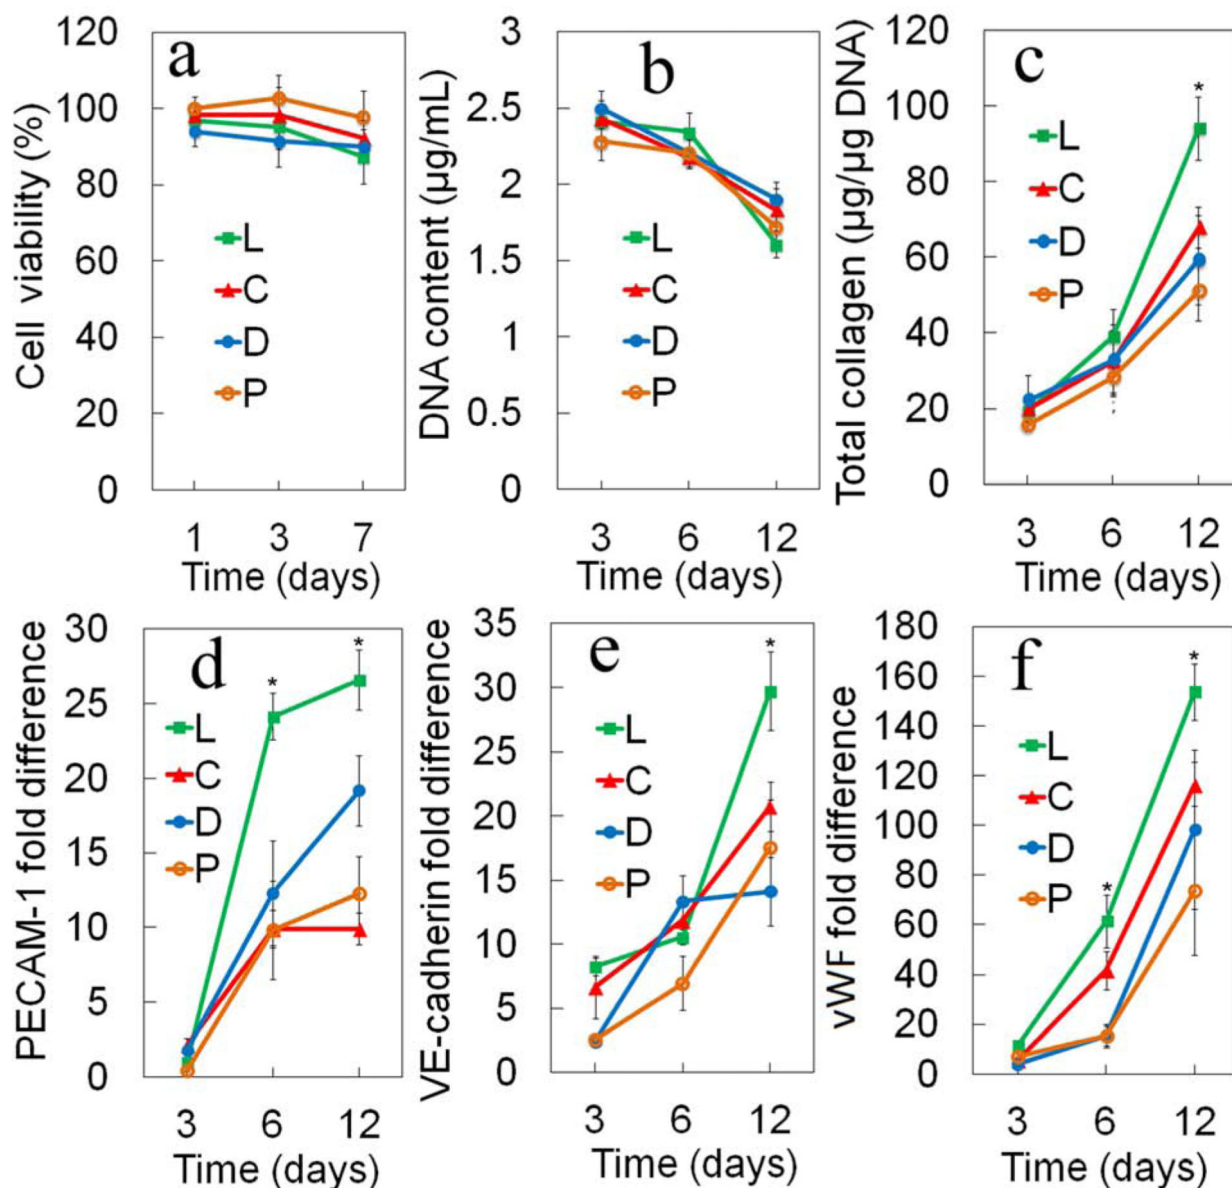 a
Cell viability (%)
120
100
80
60
40
20
0
L
C
D
P
1 3 7
Time (days)
b
DNA content (µg/mL)
3
2.5
2
1.5
1
0.5
0
L
C
D
P
3 6 12
Time (days)
c
Total collagen (µg/µg DNA)
120
100
80
60
40
20
0
L
C
D
P
*
3 6 12
Time (days)
d
PECAM-1 fold difference
30
25
20
15
10
5
0
L
C
D
P
* *
3 6 12
Time (days)
e
VE-cadherin fold difference
35
30
25
20
15
10
5
0
L
C
D
P
*
3 6 12
Time (days)
f
vWF fold difference
180
160
140
120
100
80
60
40
20
0
L
C
D
P
* *
3 6 12
Time (days)